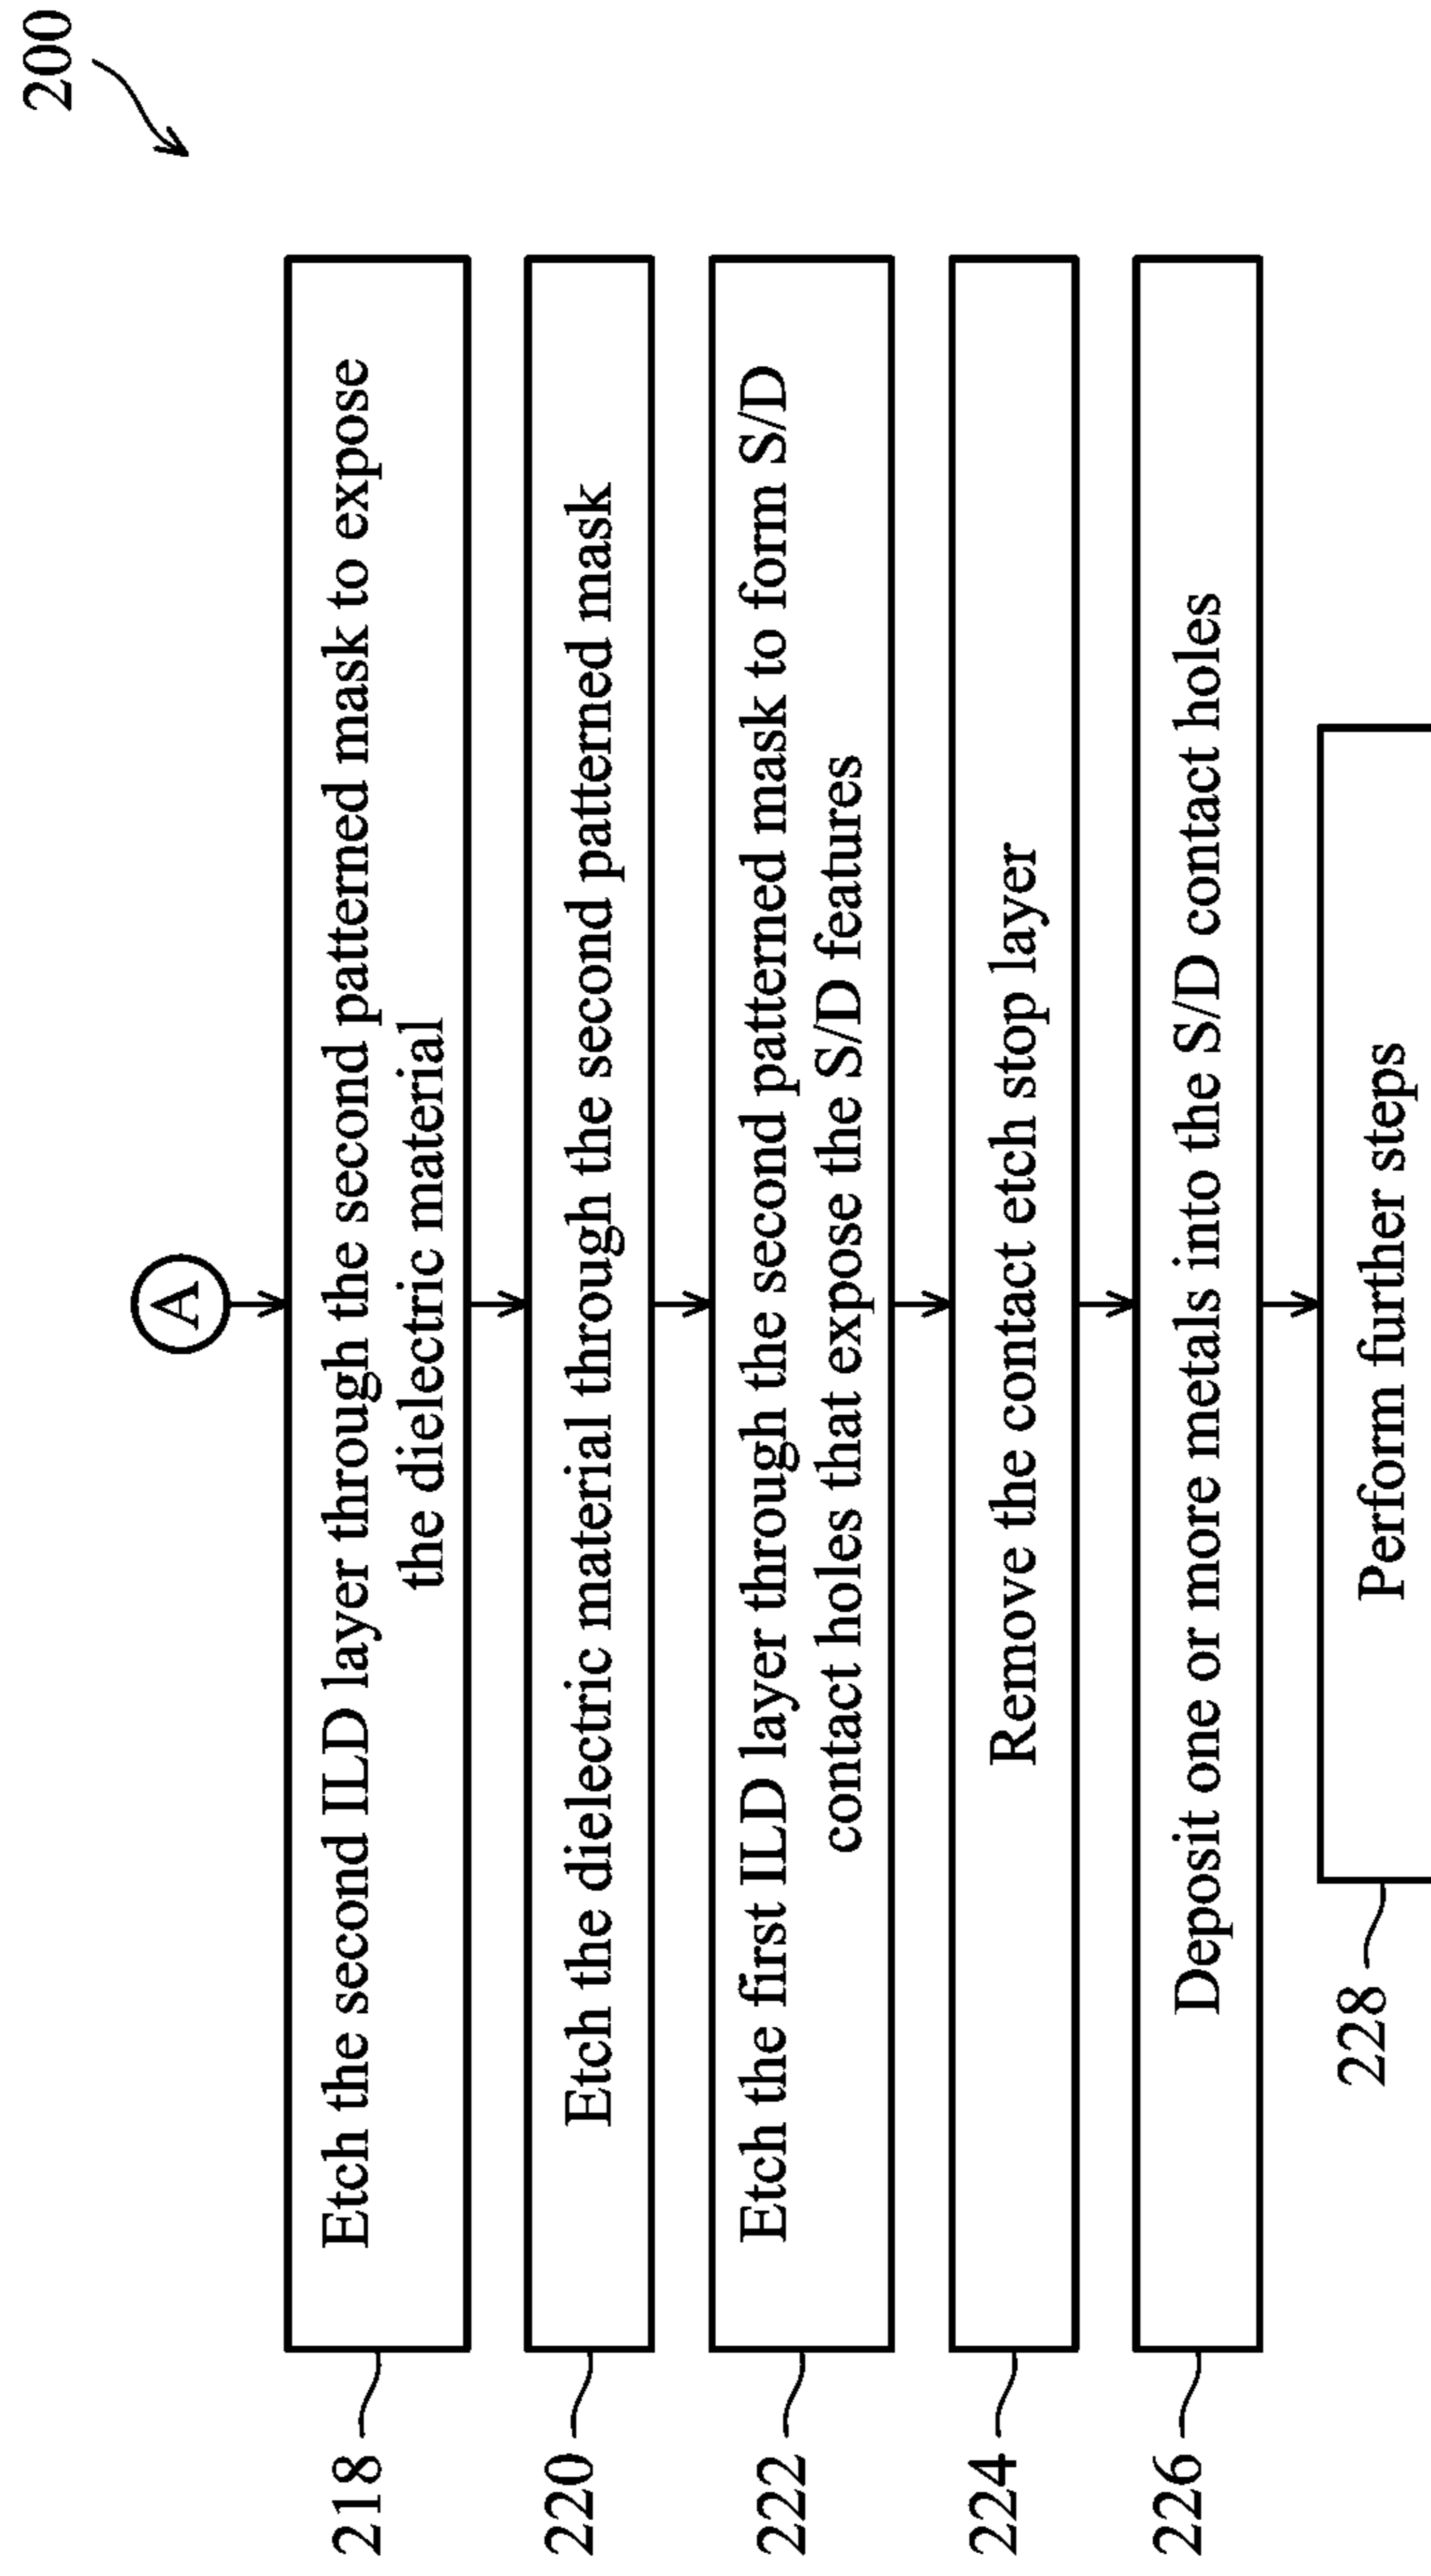 200
A
218
Etch the second ILD layer through the second patterned mask to expose
the dielectric material
220
Etch the dielectric material through the second patterned mask
222
Etch the first ILD layer through the second patterned mask to form S/D
contact holes that expose the S/D features
224
Remove the contact etch stop layer
226
Deposit one or more metals into the S/D contact holes
228
Perform further steps